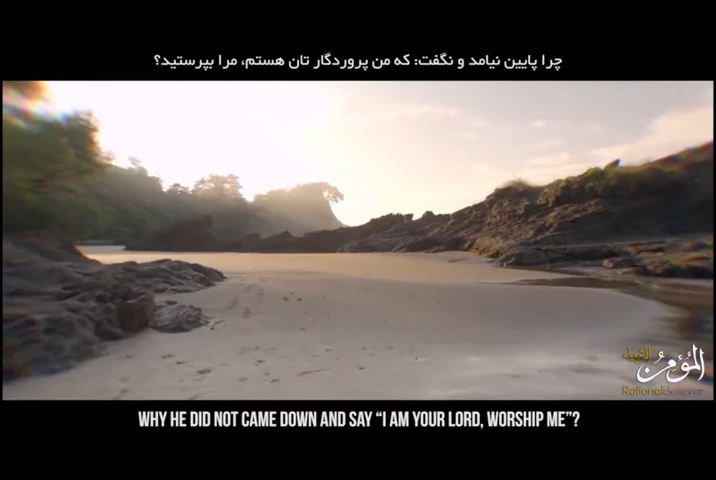 چرا پایین نیامد و نگفت: که من پروردگار تان هستم، مرا بپرستید؟
المؤمن
RationalBeliever
WHY HE DID NOT CAME DOWN AND SAY “I AM YOUR LORD, WORSHIP ME”?